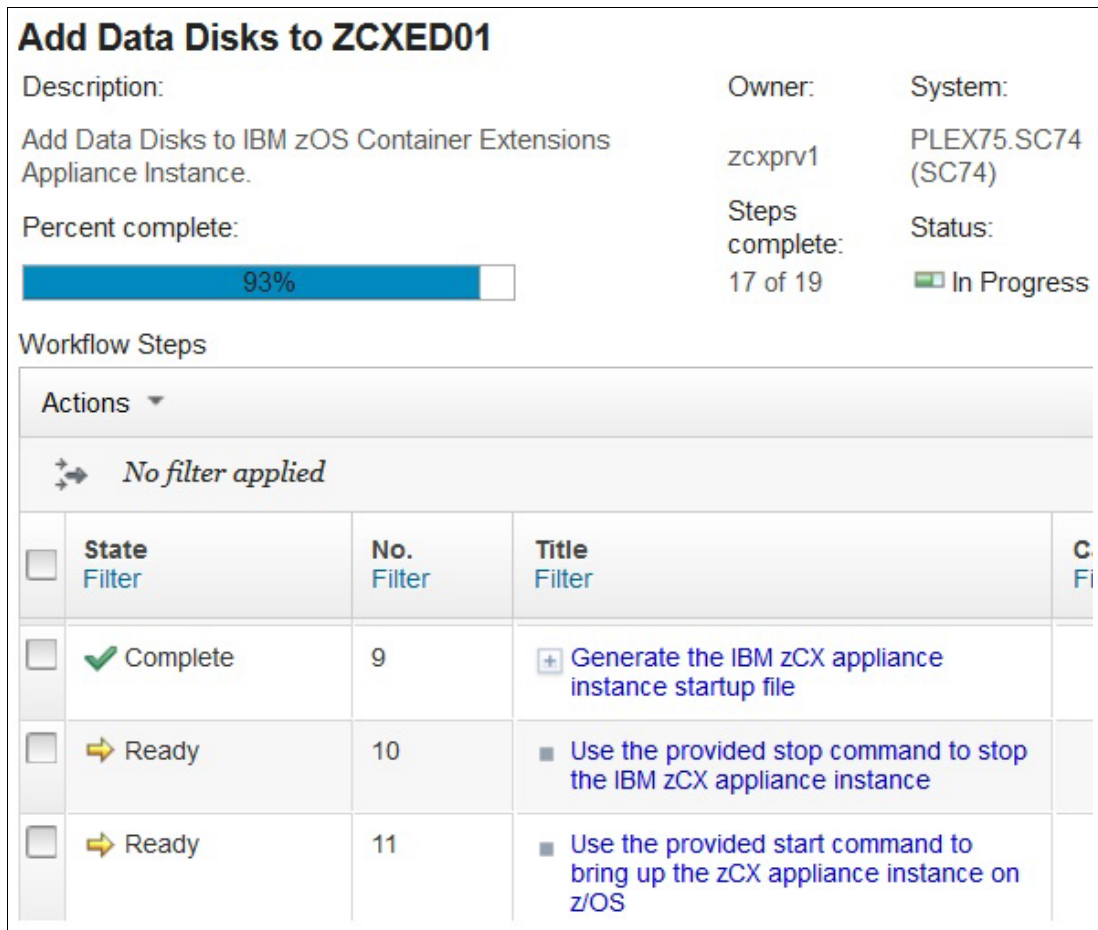 Add Data Disks to ZCXED01
Description:
Owner:
System:
Add Data Disks to IBM zOS Container Extensions
Appliance Instance.
zcxprv1
PLEX75.SC74
(SC74)
Percent complete:
Steps
complete:
Status:
93%
17 of 19
In Progress
Workflow Steps
Actions
No filter applied
State
No.
Title
Filter
Filter
Filter
Complete
9
Generate the IBM zCX appliance
instance startup file
Ready
10
Use the provided stop command to stop
the IBM zCX appliance instance
Ready
11
Use the provided start command to
bring up the zCX appliance instance on
z/OS